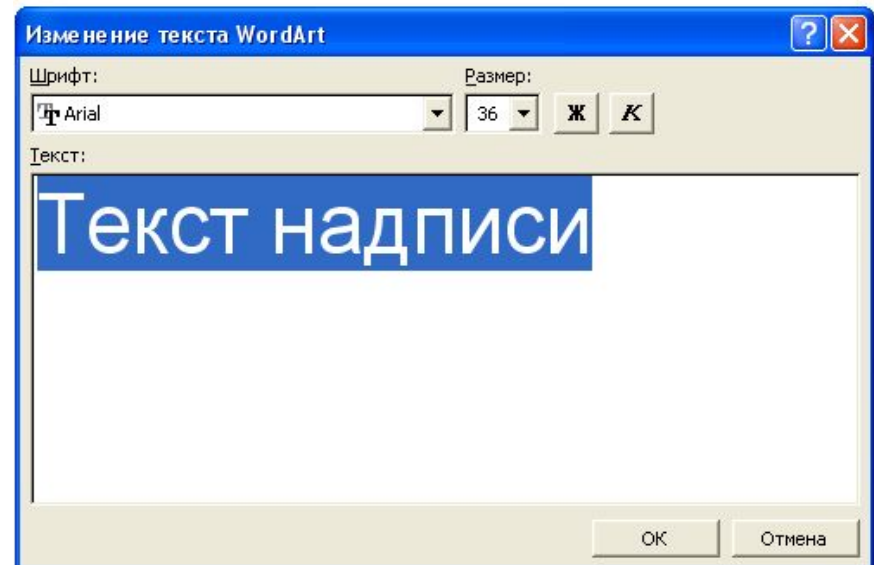 Изменение текста WordArt
Шрифт: Размер:
Arial 36 Ж К
Текст:
Текст надписи
ОК Отмена